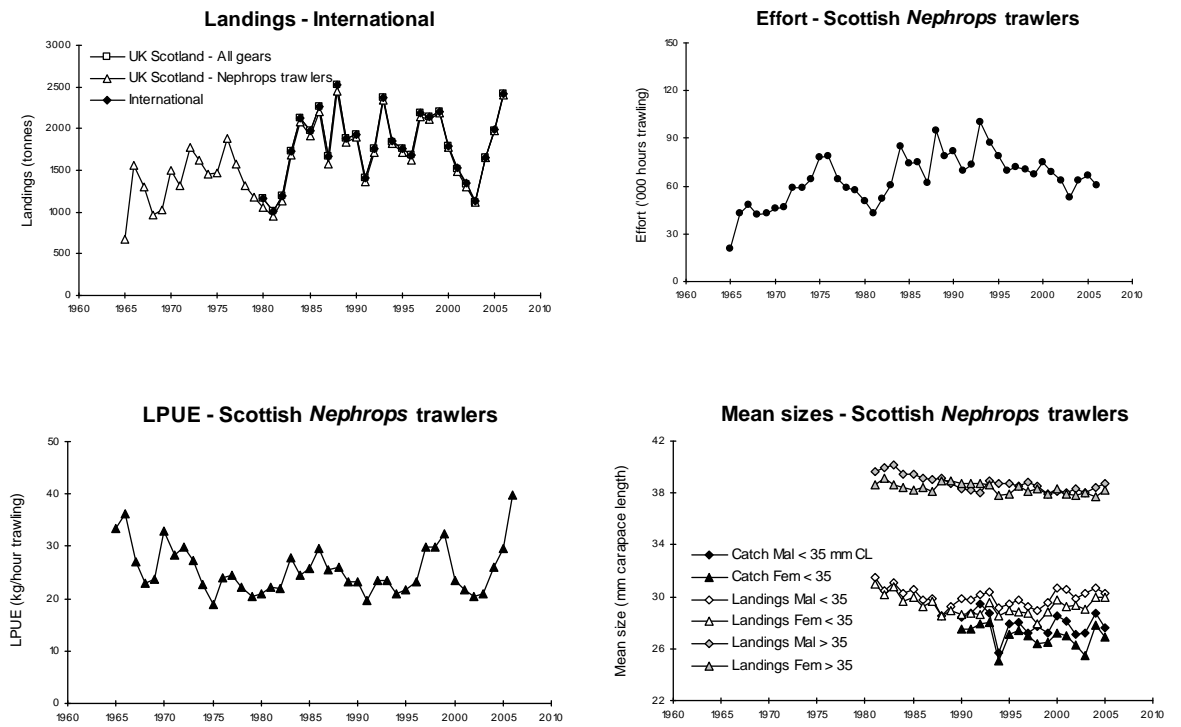 Landings - International
Landings (tonnes)
3000
2500
2000
1500
1000
500
0
UK Scotland - All gears
UK Scotland - Nephrops trawlers
International
1960 1965 1970 1975 1980 1985 1990 1995 2000 2005 2010
Effort - Scottish Nephrops trawlers
Effort ('000 hours trawling)
150
120
90
60
30
0
1960 1965 1970 1975 1980 1985 1990 1995 2000 2005 2010
LPUE - Scottish Nephrops trawlers
LPUE (kg/hour trawling)
50
40
30
20
10
0
1960 1965 1970 1975 1980 1985 1990 1995 2000 2005 2010
Mean sizes - Scottish Nephrops trawlers
Mean size (mm carapace length)
42
38
34
30
26
22
Catch Mal < 35 mm CL
Catch Fem < 35
Landings Mal < 35
Landings Fem < 35
Landings Mal > 35
Landings Fem > 35
1960 1965 1970 1975 1980 1985 1990 1995 2000 2005 2010